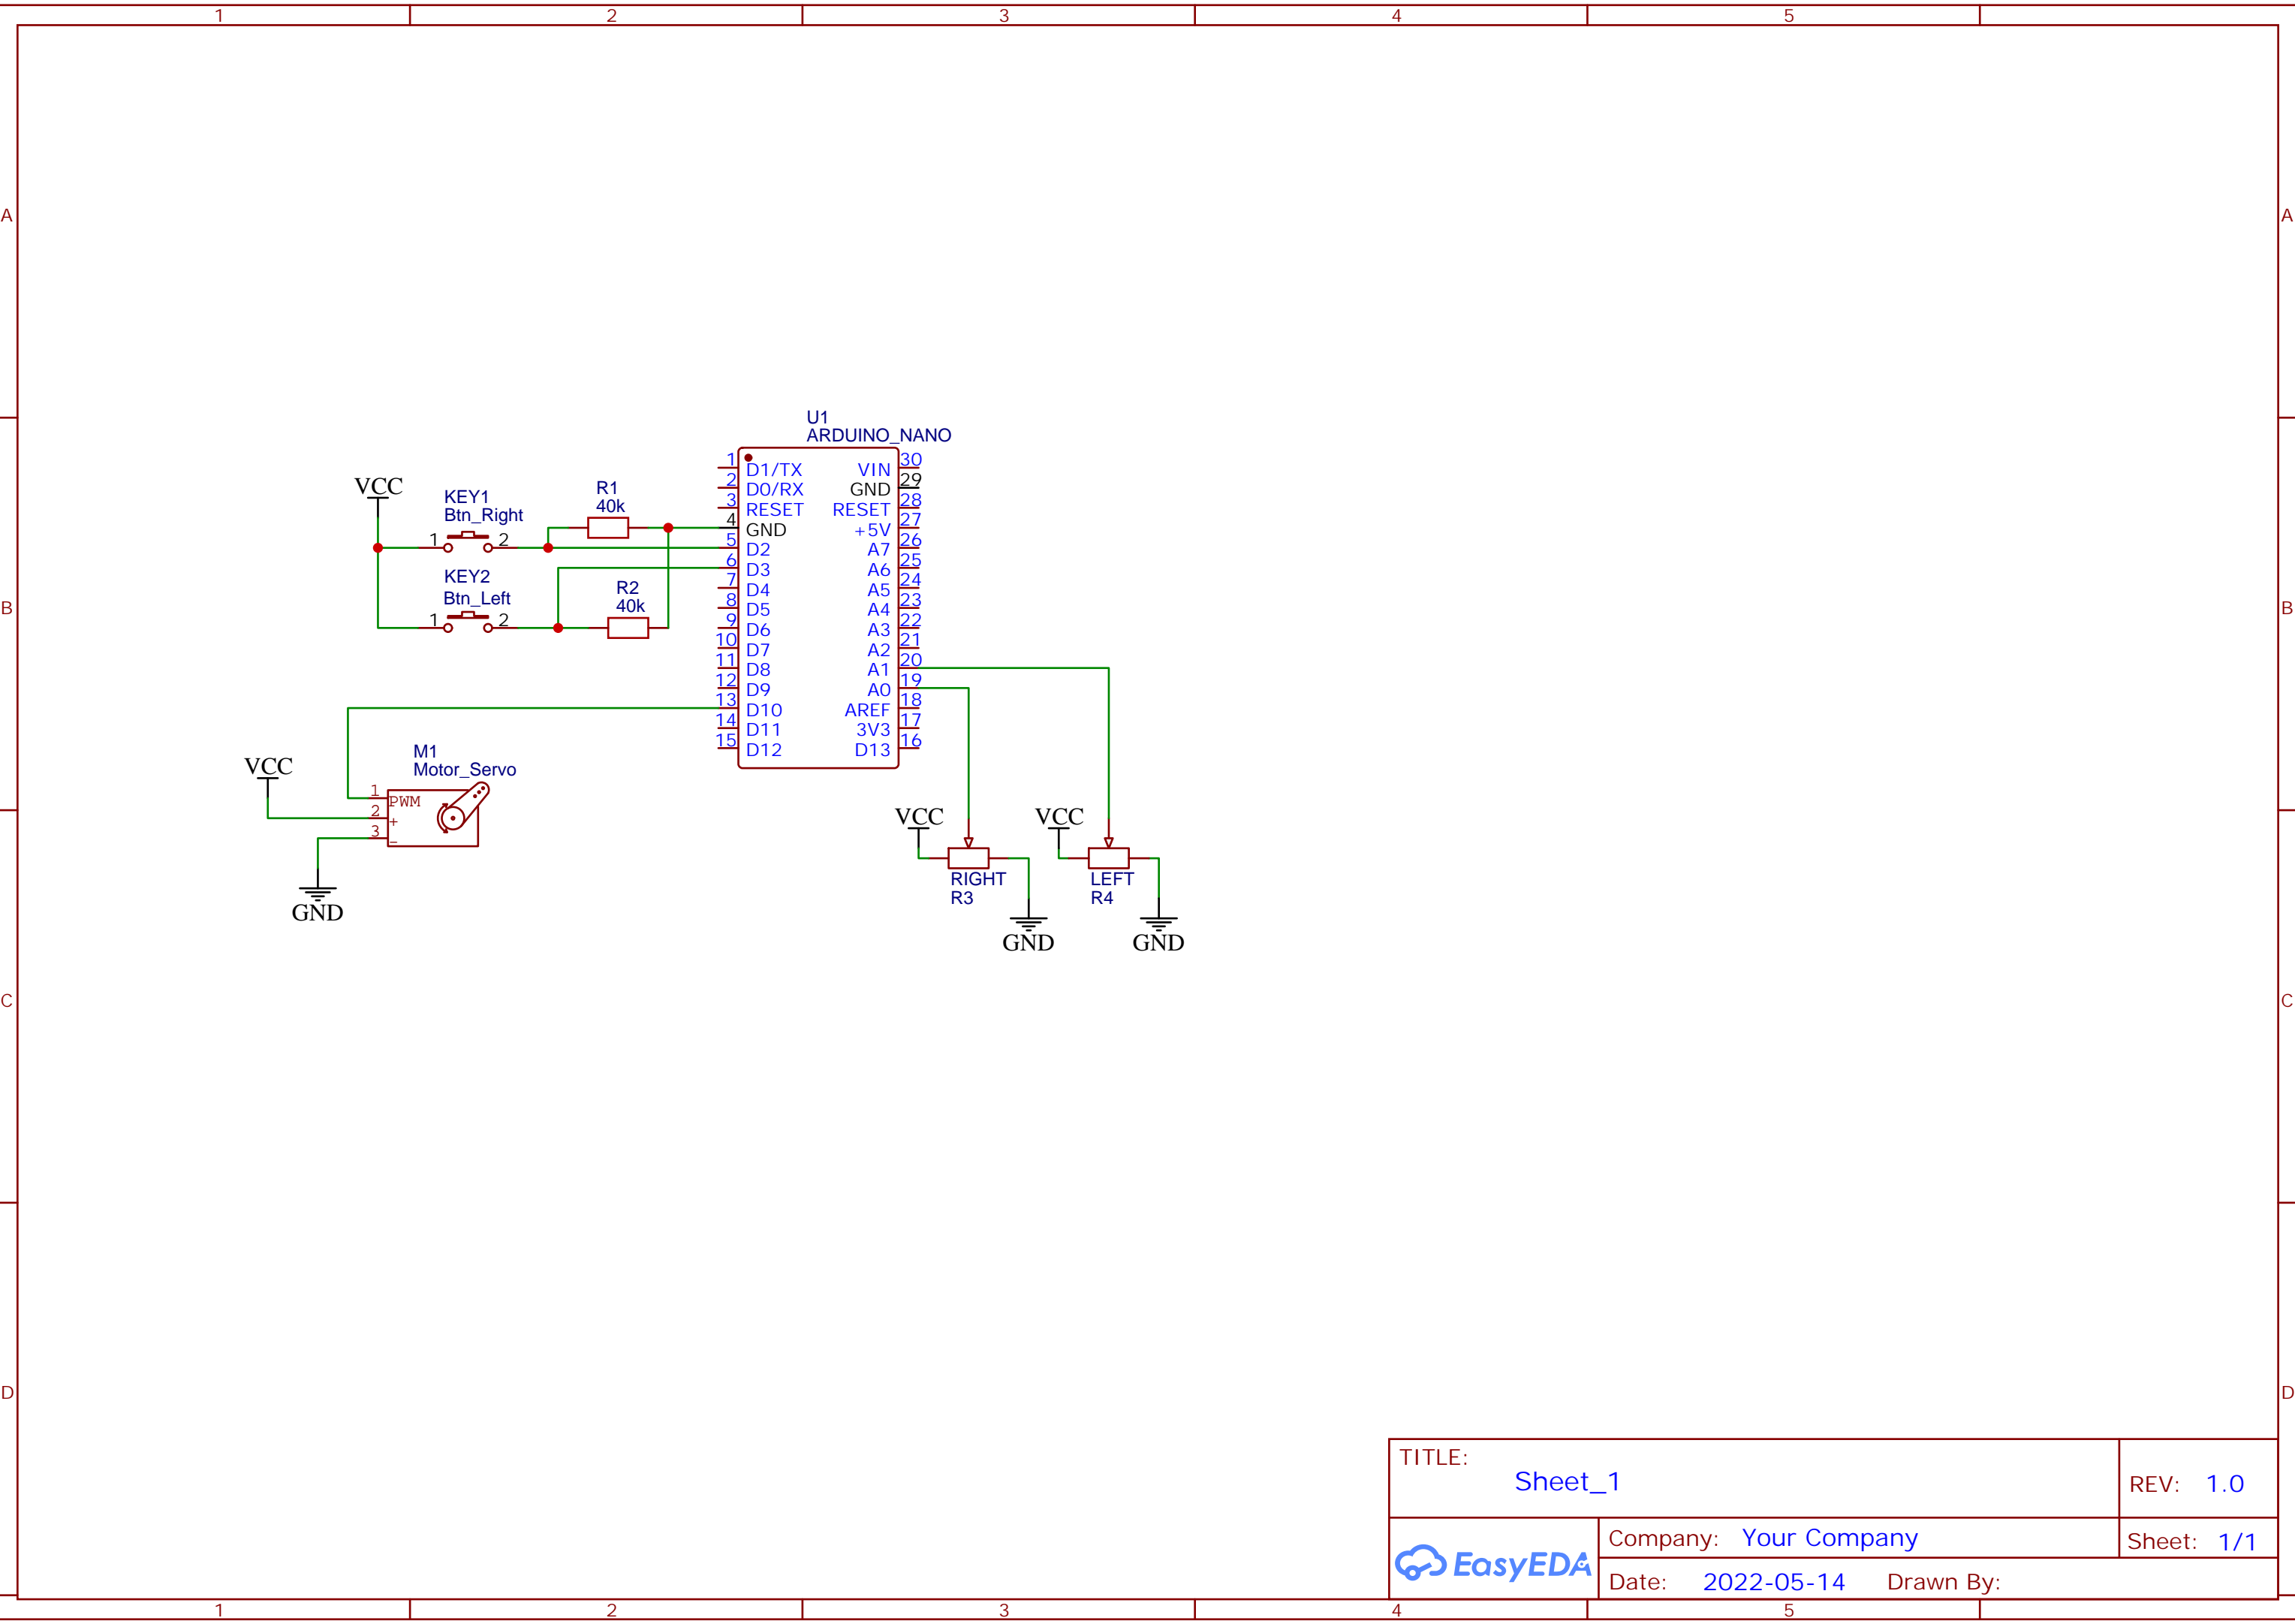 1 2 3 4 5
A A
B B
C C
D D
U1
ARDUINO_NANO
1 D1/TX VIN 30
2 D0/RX GND 29
3 RESET RESET 28
4 GND +5V 27
5 D2 A7 26
6 D3 A6 25
7 D4 A5 24
8 D5 A4 23
9 D6 A3 22
10 D7 A2 21
11 D8 A1 20
12 D9 A0 19
13 D10 AREF 18
14 D11 3V3 17
15 D12 D13 16
VCC
KEY1
Btn_Right
1 2
R1
40k
KEY2
Btn_Left
1 2
R2
40k
VCC
M1
Motor_Servo
1 PWM
2 +
3 −
GND
VCC
RIGHT
R3
GND
VCC
LEFT
R4
GND
TITLE:
Sheet_1
REV: 1.0
EasyEDA
Company: Your Company
Sheet: 1/1
Date: 2022-05-14 Drawn By:
1 2 3 4 5